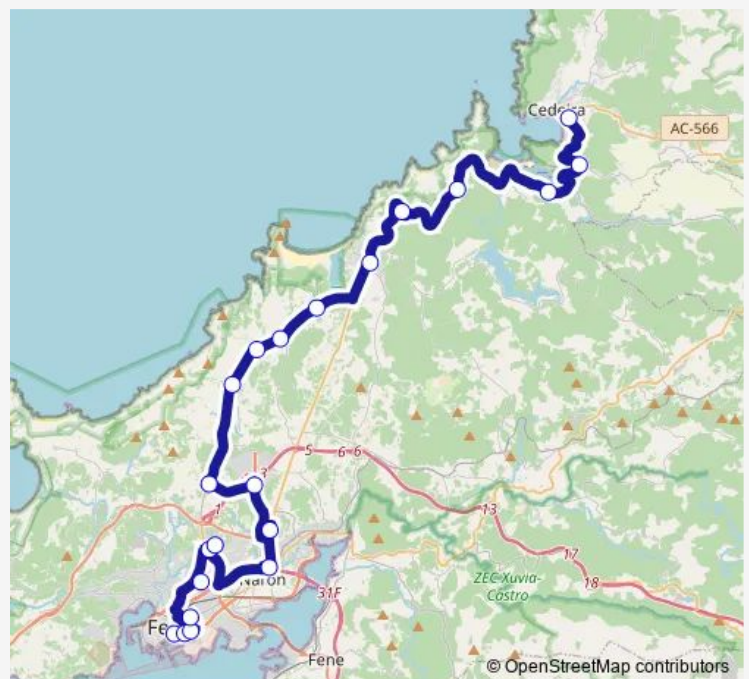 Cedeira
AC-566
5
6
6
3
1
13
17
18
ZEC Xuvia-
Castro
Narón
31F
Fe
Fene
© OpenStreetMap contributors